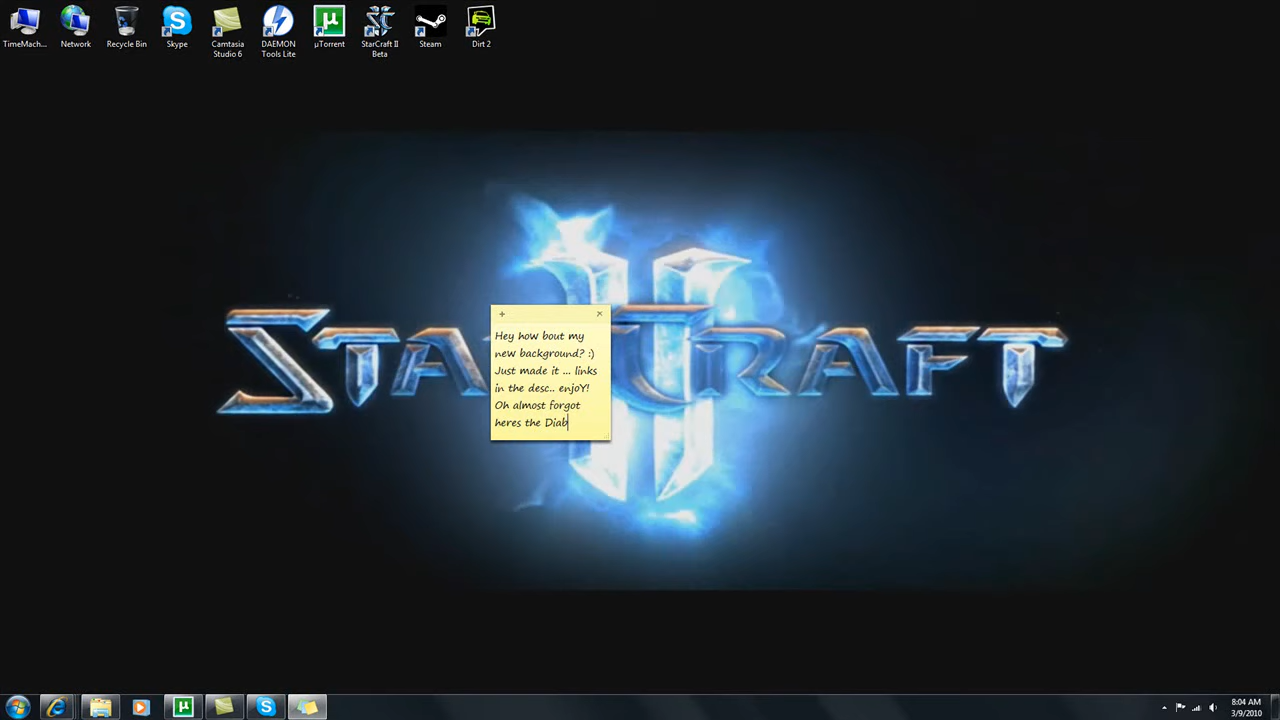 TimeMach...
Network
Recycle Bin
Skype
Camtasia
Studio 6
DAEMON
Tools Lite
µTorrent
StarCraft II
Beta
Steam
Dirt 2
STARCRAFT
II
Hey how bout my
new background? :)
Just made it ... links
in the desc.. enjoY!
Oh almost forgot
heres the Diab
8:04 AM
3/9/2010